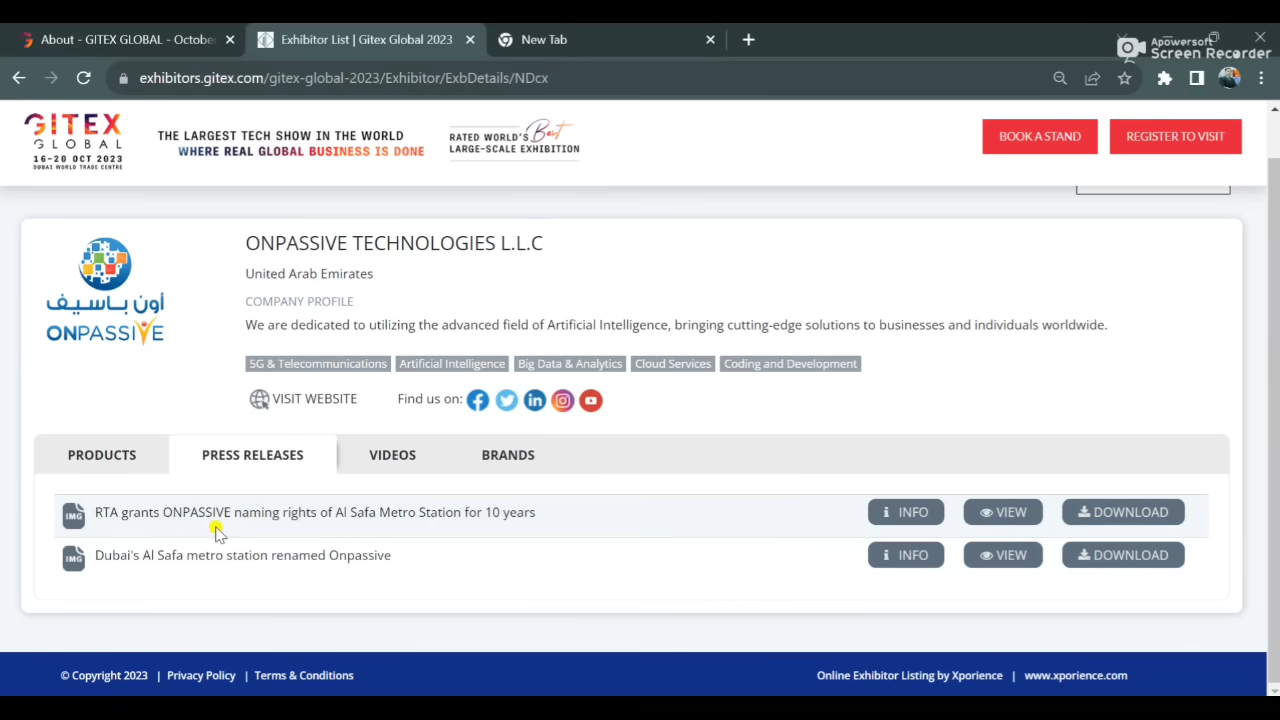 About - GITEX GLOBAL - Octobe
Exhibitor List | Gitex Global 2023
New Tab
Apowersoft
Screen Recorder
exhibitors.gitex.com/gitex-global-2023/Exhibitor/ExbDetails/NDcx
GITEX
GLOBAL
16-20 OCT 2023
DUBAI WORLD TRADE CENTRE
THE LARGEST TECH SHOW IN THE WORLD
WHERE REAL GLOBAL BUSINESS IS DONE
RATED WORLD'S Best
LARGE-SCALE EXHIBITION
BOOK A STAND
REGISTER TO VISIT
أون باسيف
ONPASSIVE
ONPASSIVE TECHNOLOGIES L.L.C
United Arab Emirates
COMPANY PROFILE
We are dedicated to utilizing the advanced field of Artificial Intelligence, bringing cutting-edge solutions to businesses and individuals worldwide.
5G & Telecommunications Artificial Intelligence Big Data & Analytics Cloud Services Coding and Development
VISIT WEBSITE Find us on:
PRODUCTS PRESS RELEASES VIDEOS BRANDS
IMG RTA grants ONPASSIVE naming rights of Al Safa Metro Station for 10 years INFO VIEW DOWNLOAD
IMG Dubai's Al Safa metro station renamed Onpassive INFO VIEW DOWNLOAD
© Copyright 2023 | Privacy Policy | Terms & Conditions
Online Exhibitor Listing by Xporience | www.xporience.com